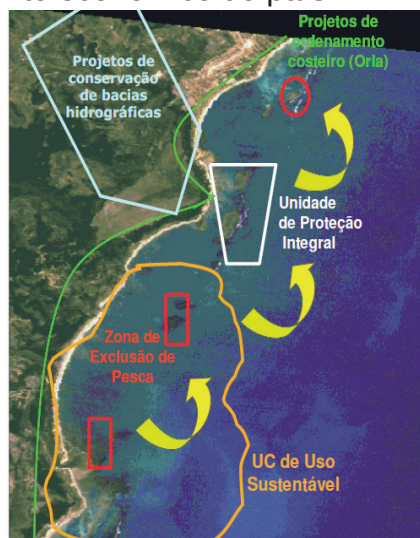 Projetos de
ordenamento
costeiro (Orla)
Projetos de
conservação
de bacias
hidrográficas
Unidade
de Proteção
Integral
Zona de
Exclusão de
Pesca
UC de Uso
Sustentável